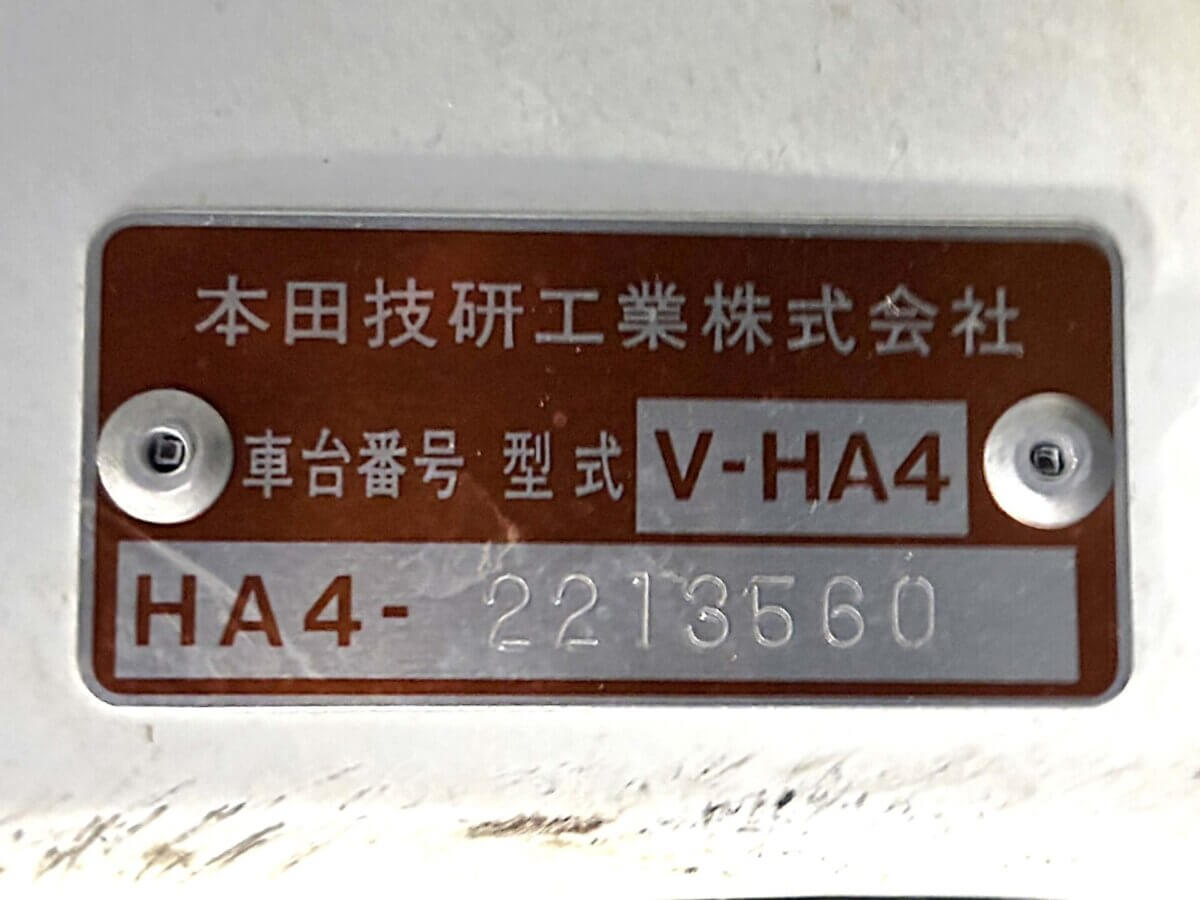 本田技研工業株式会社
車台番号 型式 V-HA4
HA4- 2213560